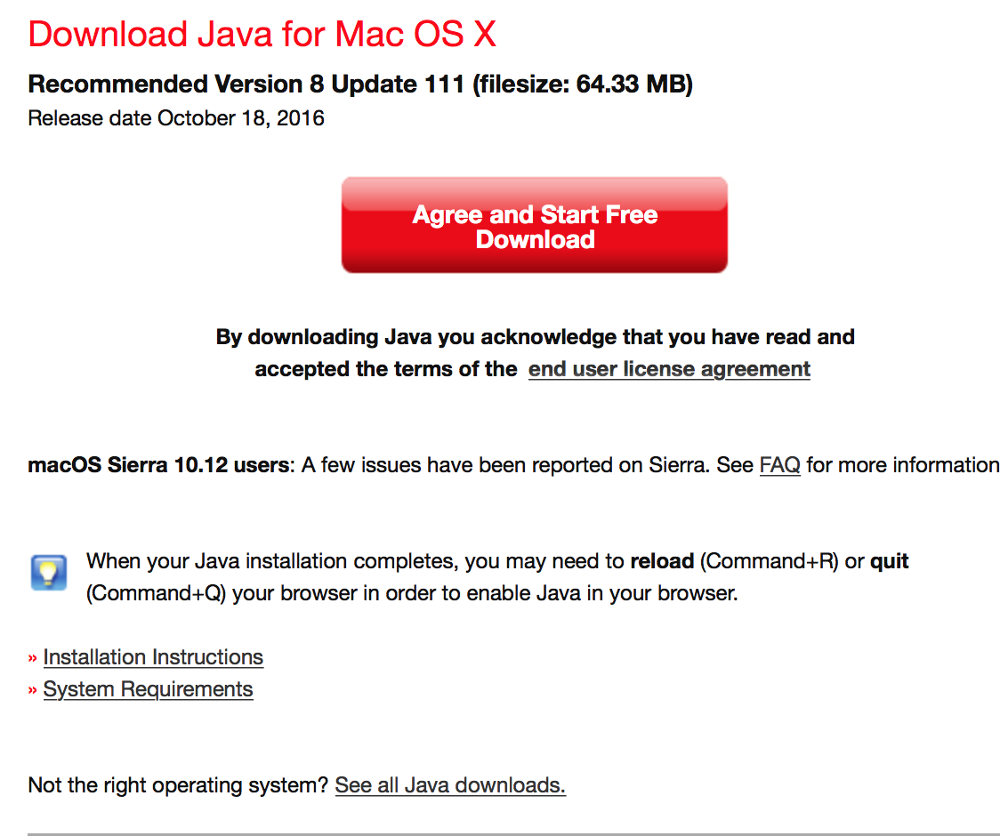 Download Java for Mac OS X
Recommended Version 8 Update 111 (filesize: 64.33 MB)
Release date October 18, 2016
Agree and Start Free
Download
By downloading Java you acknowledge that you have read and
accepted the terms of the end user license agreement
macOS Sierra 10.12 users: A few issues have been reported on Sierra. See FAQ for more information
When your Java installation completes, you may need to reload (Command+R) or quit
(Command+Q) your browser in order to enable Java in your browser.
» Installation Instructions
» System Requirements
Not the right operating system? See all Java downloads.